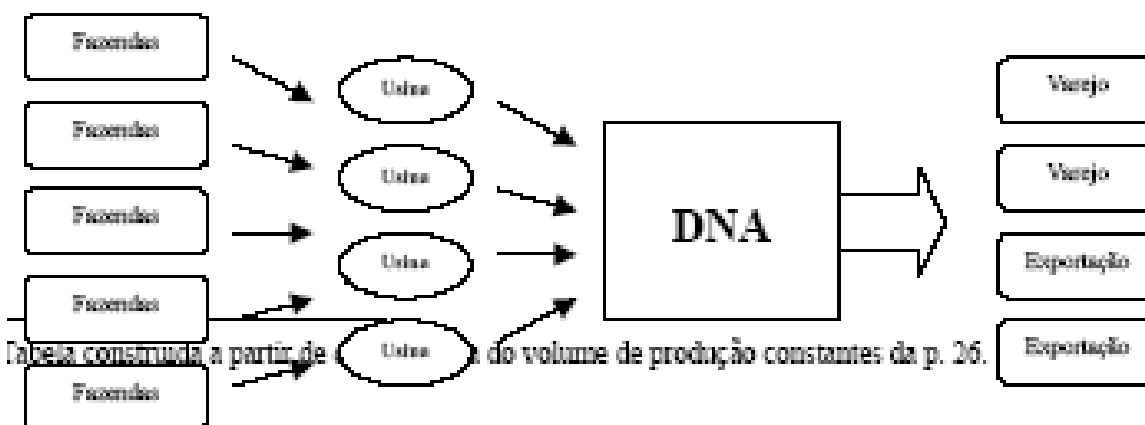 Fazendas
Fazendas
Fazendas
Fazendas
Fazendas
Usina
Usina
Usina
Usina
DNA
Varejo
Varejo
Exportação
Exportação
Tabela construída a partir de do volume de produção constantes da p. 26.